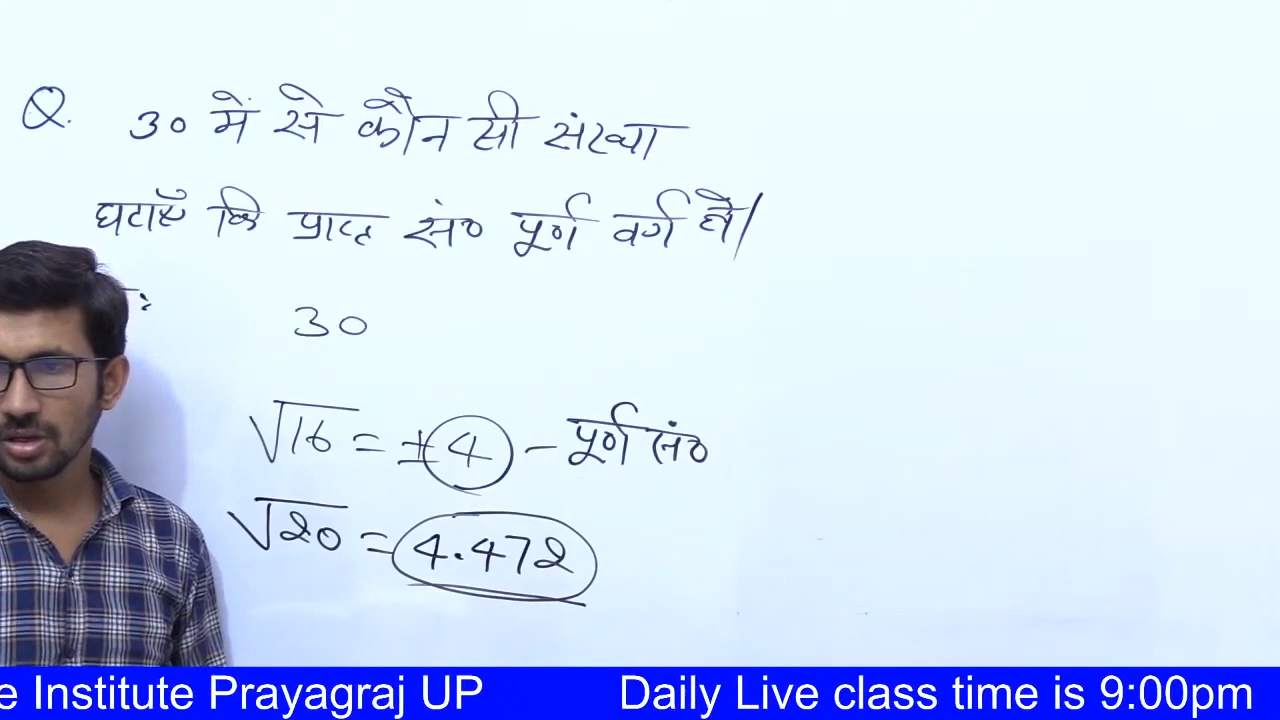 Q. 30 में से कौन सी संख्या
घटाएँ कि प्राप्त सं० पूर्ण वर्ग हो।
30
√16 = ±4 – पूर्ण सं०
√20 = 4.472
e Institute Prayagraj UP Daily Live class time is 9:00pm